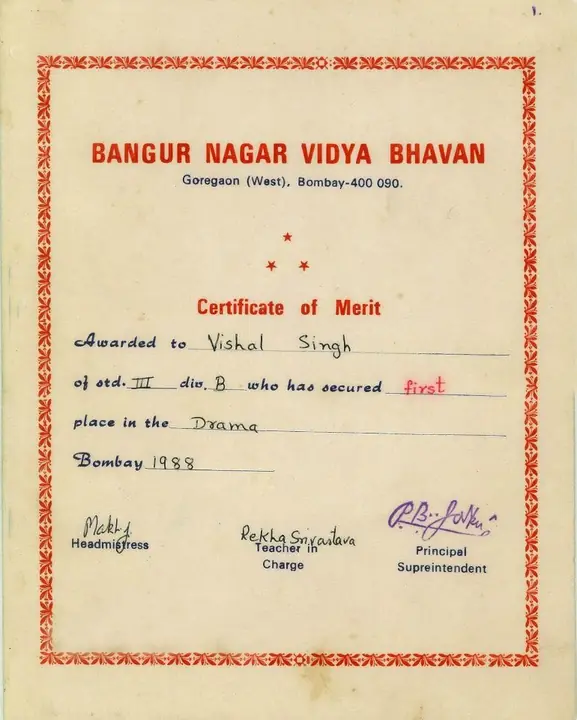 1.
BANGUR NAGAR VIDYA BHAVAN
Goregaon (West), Bombay-400 090.
Certificate of Merit
Awarded to Vishal Singh
of std. III div. B who has secured first
place in the Drama
Bombay 1988
Rekha Srivastava
Headmistress Teacher in Charge Principal Supreintendent